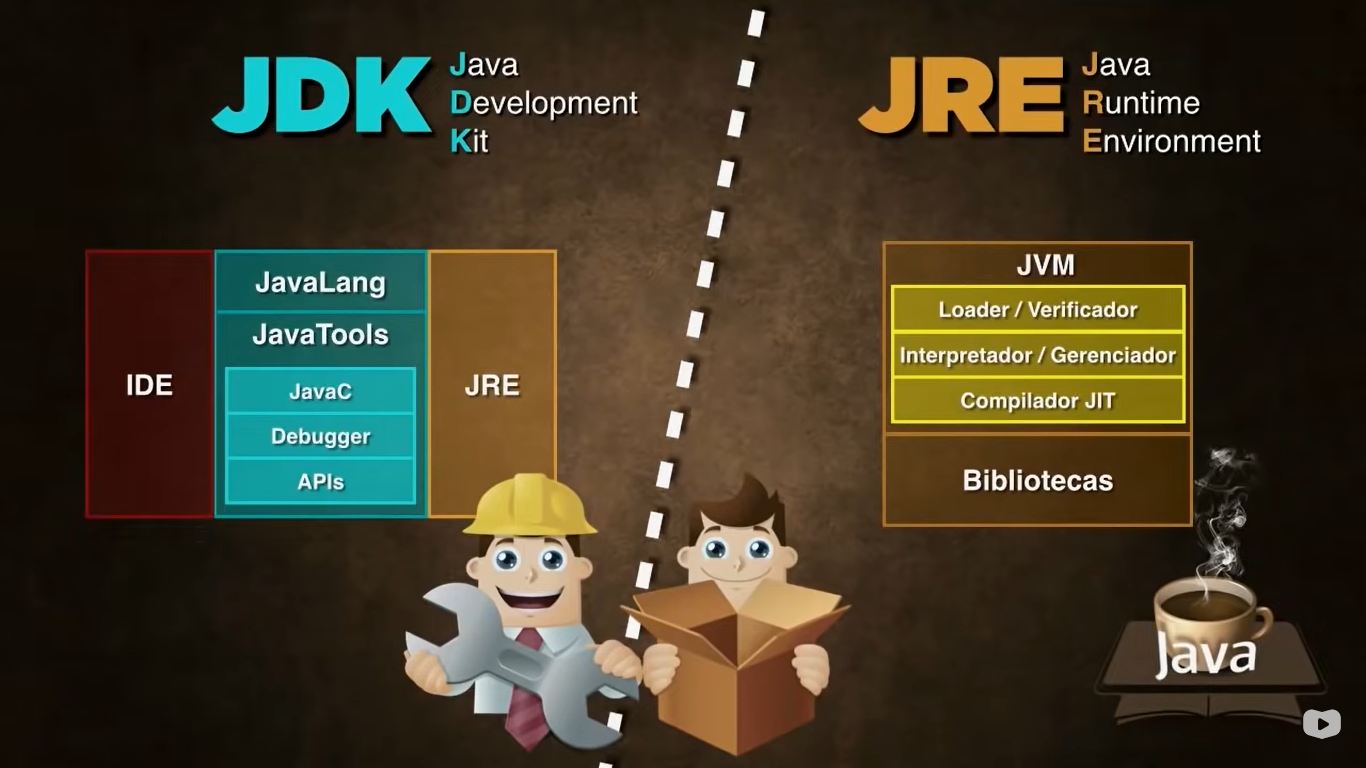 JDK
Java
Development
Kit
IDE
JavaLang
JavaTools
JavaC
Debugger
APIs
JRE
JRE
Java
Runtime
Environment
JVM
Loader / Verificador
Interpretador / Gerenciador
Compilador JIT
Bibliotecas
Java